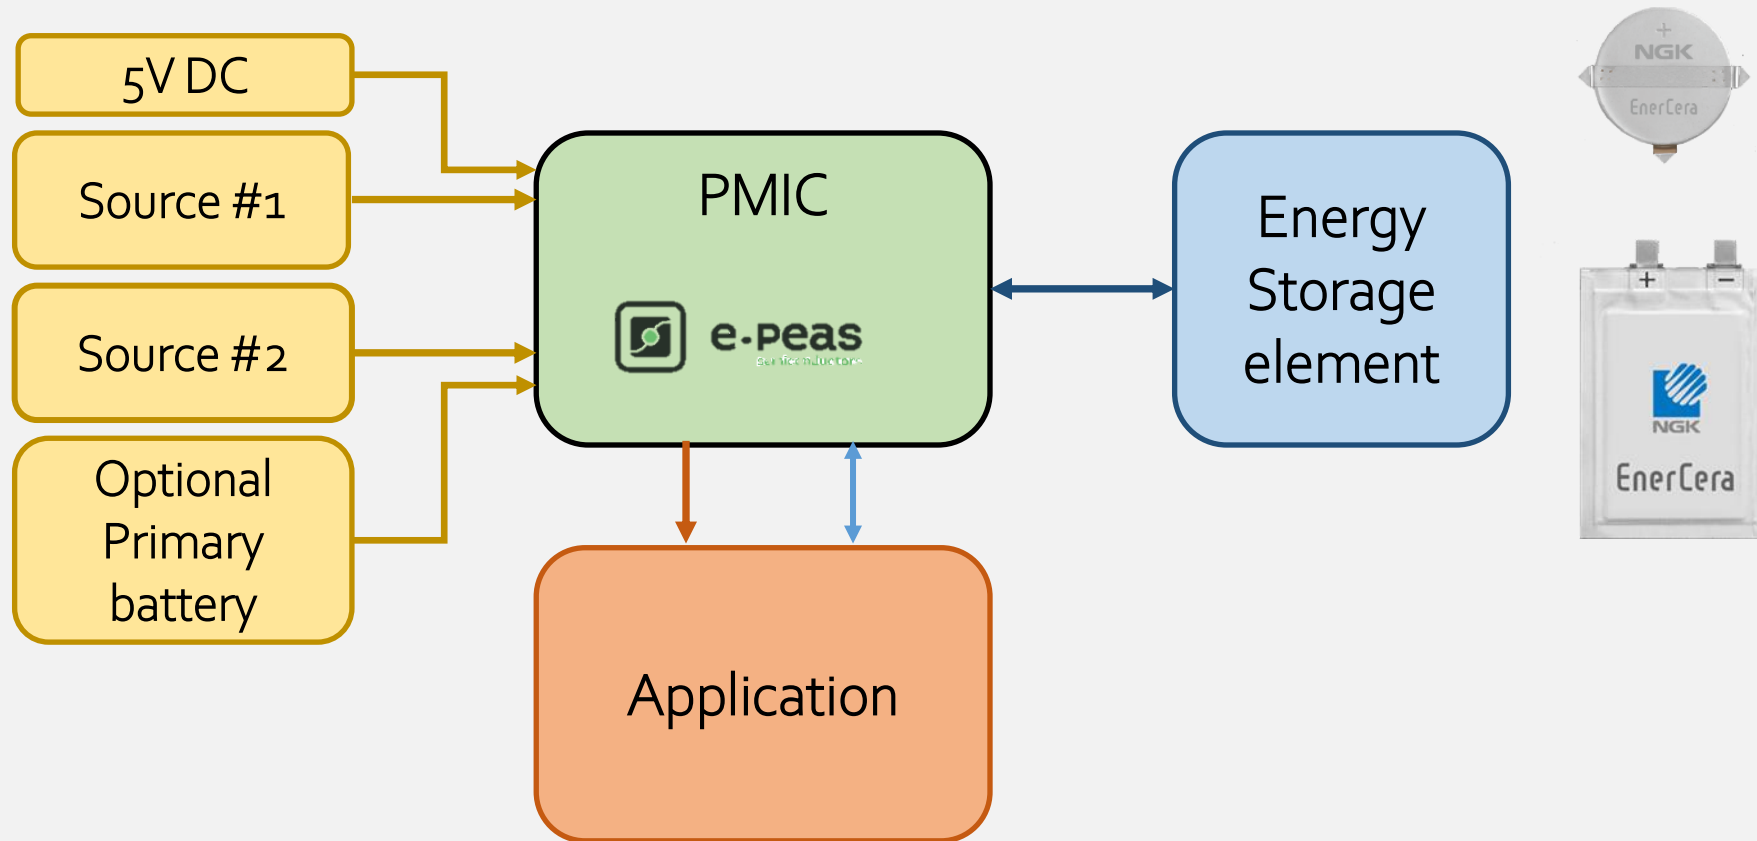 5V DC
Source #1
Source #2
Optional
Primary
battery
PMIC
e·peas
semiconductors
Application
Energy
Storage
element
+
NGK
EnerCera
+ −
NGK
EnerCera